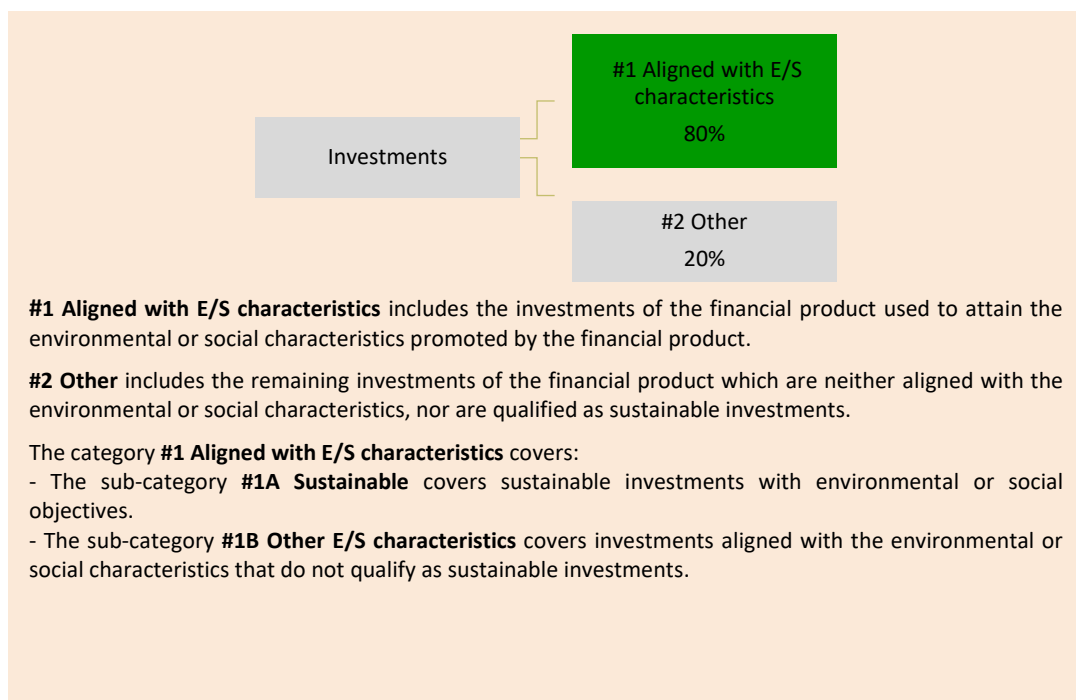 #1 Aligned with E/S
characteristics
80%
Investments
#2 Other
20%
#1 Aligned with E/S characteristics includes the investments of the financial product used to attain the
environmental or social characteristics promoted by the financial product.
#2 Other includes the remaining investments of the financial product which are neither aligned with the
environmental or social characteristics, nor are qualified as sustainable investments.
The category #1 Aligned with E/S characteristics covers:
- The sub-category #1A Sustainable covers sustainable investments with environmental or social
objectives.
- The sub-category #1B Other E/S characteristics covers investments aligned with the environmental or
social characteristics that do not qualify as sustainable investments.